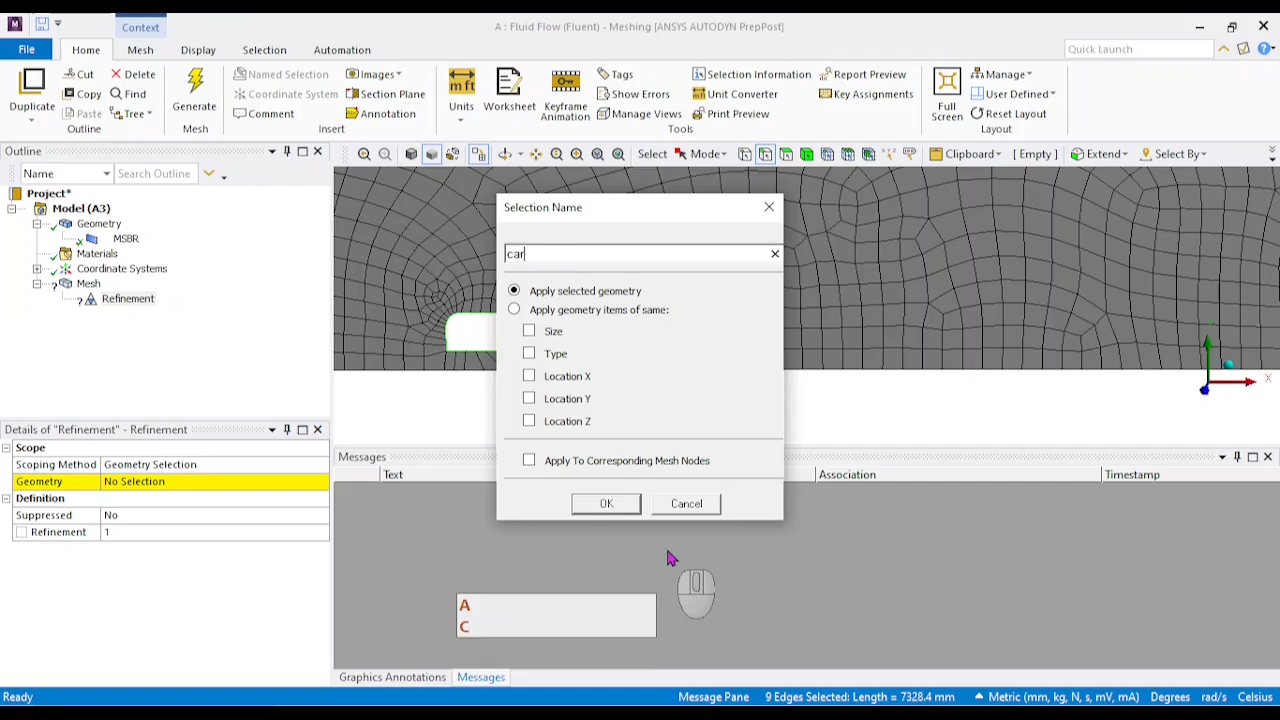 M
Context
A : Fluid Flow (Fluent) - Meshing [ANSYS AUTODYN PrepPost]
File Home Mesh Display Selection Automation
Quick Launch
Duplicate
Cut
Copy
Paste
Delete
Find
Tree
Outline
Generate
Mesh
Named Selection
Coordinate System
Comment
Images
Section Plane
Annotation
Insert
Units
Worksheet
Keyframe
Animation
Tags
Show Errors
Manage Views
Selection Information
Unit Converter
Print Preview
Report Preview
Key Assignments
Tools
Full
Screen
Manage
User Defined
Reset Layout
Layout
Outline
Name
Search Outline
Select
Mode
Clipboard
[ Empty ]
Extend
Select By
Project*
Model (A3)
Geometry
MSBR
Materials
Coordinate Systems
Mesh
Refinement
Selection Name
car
Apply selected geometry
Apply geometry items of same:
Size
Type
Location X
Location Y
Location Z
Apply To Corresponding Mesh Nodes
OK
Cancel
X
Details of "Refinement" - Refinement
Scope
Scoping Method Geometry Selection
Geometry No Selection
Definition
Suppressed No
Refinement 1
Messages
Text Association Timestamp
A
C
Graphics Annotations Messages
Ready
Message Pane
9 Edges Selected: Length = 7328.4 mm
Metric (mm, kg, N, s, mV, mA)
Degrees
rad/s
Celsius